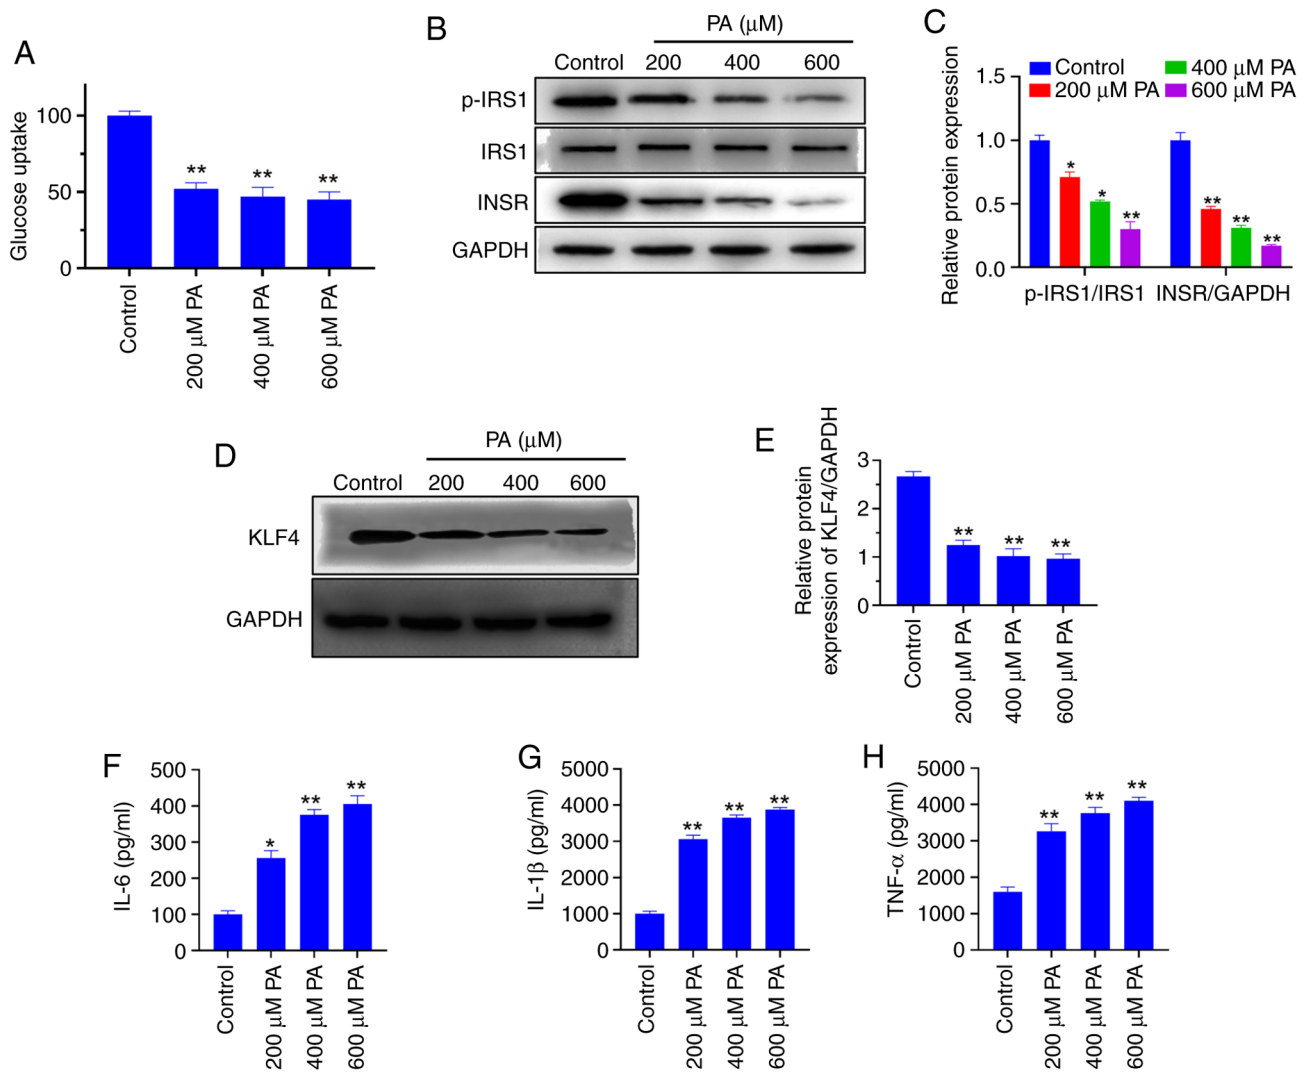 A
Glucose uptake
100
50
0
**
**
**
Control
200 μM PA
400 μM PA
600 μM PA
B
PA (μM)
Control 200 400 600
p-IRS1
IRS1
INSR
GAPDH
C
Relative protein expression
1.5
1.0
0.5
0.0
Control
200 μM PA
400 μM PA
600 μM PA
*
*
**
**
**
**
p-IRS1/IRS1 INSR/GAPDH
D
PA (μM)
Control 200 400 600
KLF4
GAPDH
E
Relative protein
expression of KLF4/GAPDH
3
2
1
0
**
**
**
Control
200 μM PA
400 μM PA
600 μM PA
F
IL-6 (pg/ml)
500
400
300
200
100
0
*
**
**
Control
200 μM PA
400 μM PA
600 μM PA
G
IL-1β (pg/ml)
5000
4000
3000
2000
1000
0
**
**
**
Control
200 μM PA
400 μM PA
600 μM PA
H
TNF-α (pg/ml)
5000
4000
3000
2000
1000
0
**
**
**
Control
200 μM PA
400 μM PA
600 μM PA